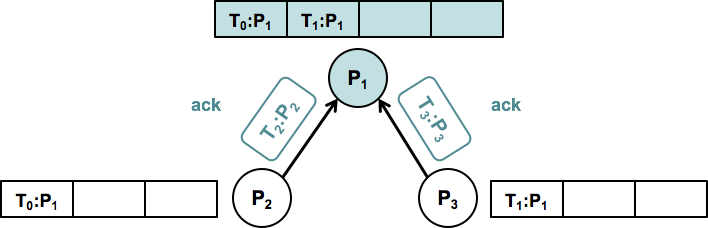 T₀:P₁ T₁:P₁
P₁
ack T₂:P₂ T₃:P₃ ack
T₀:P₁ P₂ P₃ T₁:P₁